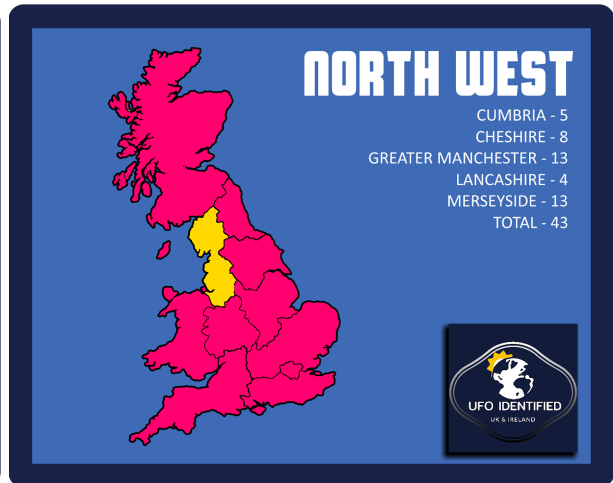 NORTH WEST
CUMBRIA - 5
CHESHIRE - 8
GREATER MANCHESTER - 13
LANCASHIRE - 4
MERSEYSIDE - 13
TOTAL - 43
UFO IDENTIFIED
UK & IRELAND